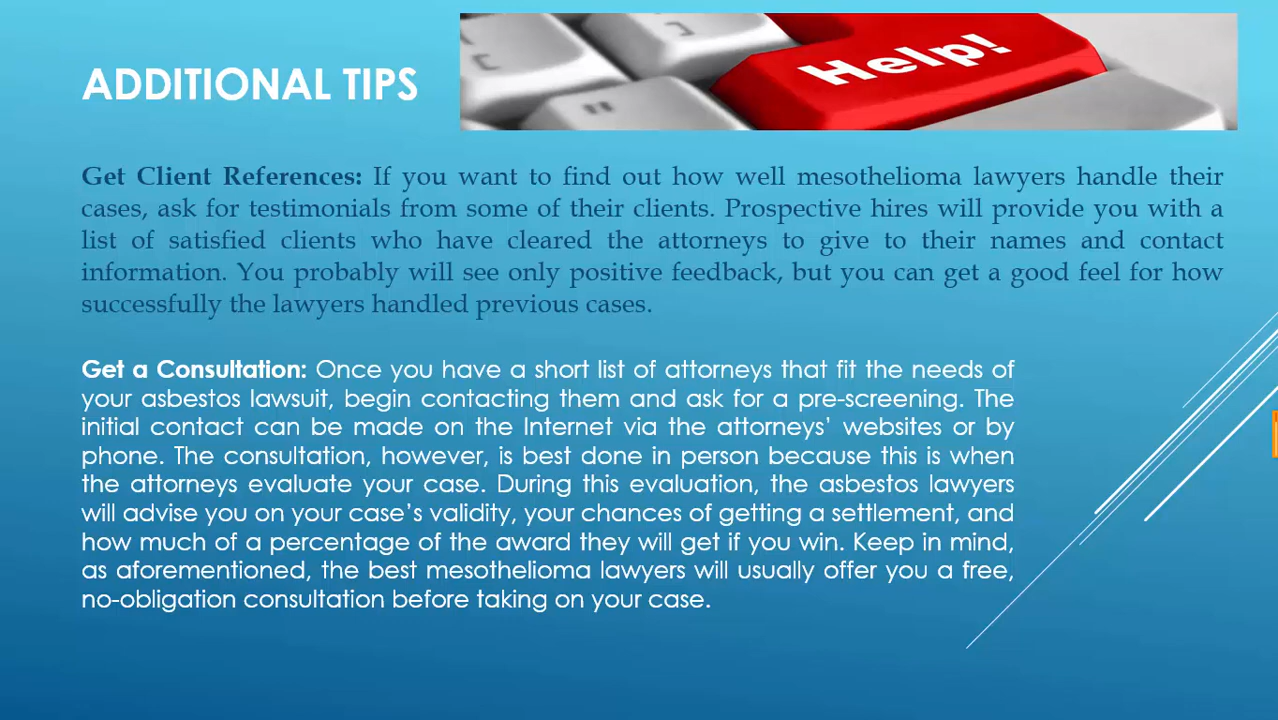 ADDITIONAL TIPS
Help!
Get Client References: If you want to find out how well mesothelioma lawyers handle their
cases, ask for testimonials from some of their clients. Prospective hires will provide you with a
list of satisfied clients who have cleared the attorneys to give to their names and contact
information. You probably will see only positive feedback, but you can get a good feel for how
successfully the lawyers handled previous cases.
Get a Consultation: Once you have a short list of attorneys that fit the needs of
your asbestos lawsuit, begin contacting them and ask for a pre-screening. The
initial contact can be made on the Internet via the attorneys' websites or by
phone. The consultation, however, is best done in person because this is when
the attorneys evaluate your case. During this evaluation, the asbestos lawyers
will advise you on your case's validity, your chances of getting a settlement, and
how much of a percentage of the award they will get if you win. Keep in mind,
as aforementioned, the best mesothelioma lawyers will usually offer you a free,
no-obligation consultation before taking on your case.